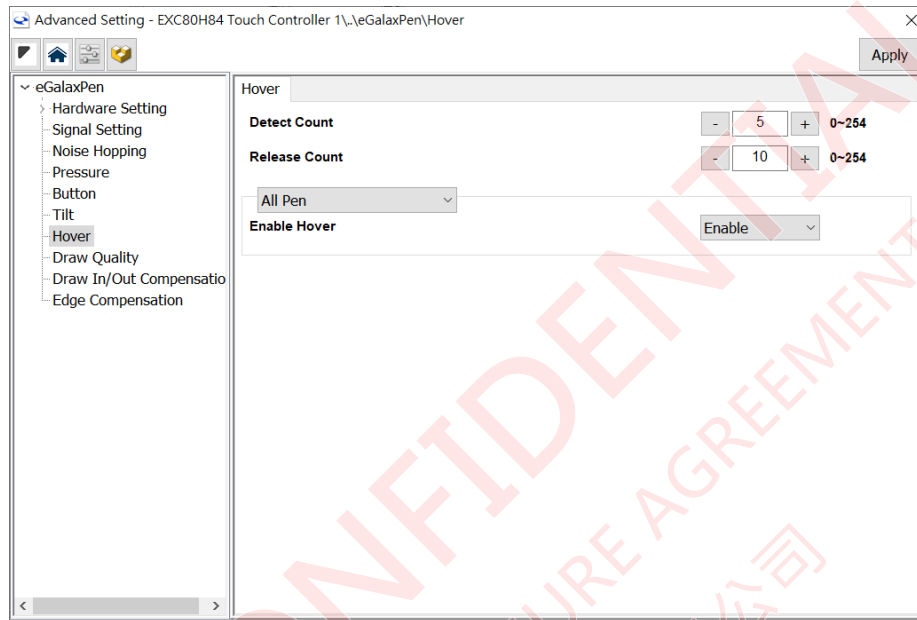 Advanced Setting - EXC80H84 Touch Controller 1\..\eGalaxPen\Hover
Apply
eGalaxPen
Hardware Setting
Signal Setting
Noise Hopping
Pressure
Button
Tilt
Hover
Draw Quality
Draw In/Out Compensatio
Edge Compensation
Hover
Detect Count - 5 + 0~254
Release Count - 10 + 0~254
All Pen
Enable Hover Enable
ONFIDENTIAL
URE AGREEMENT
公司